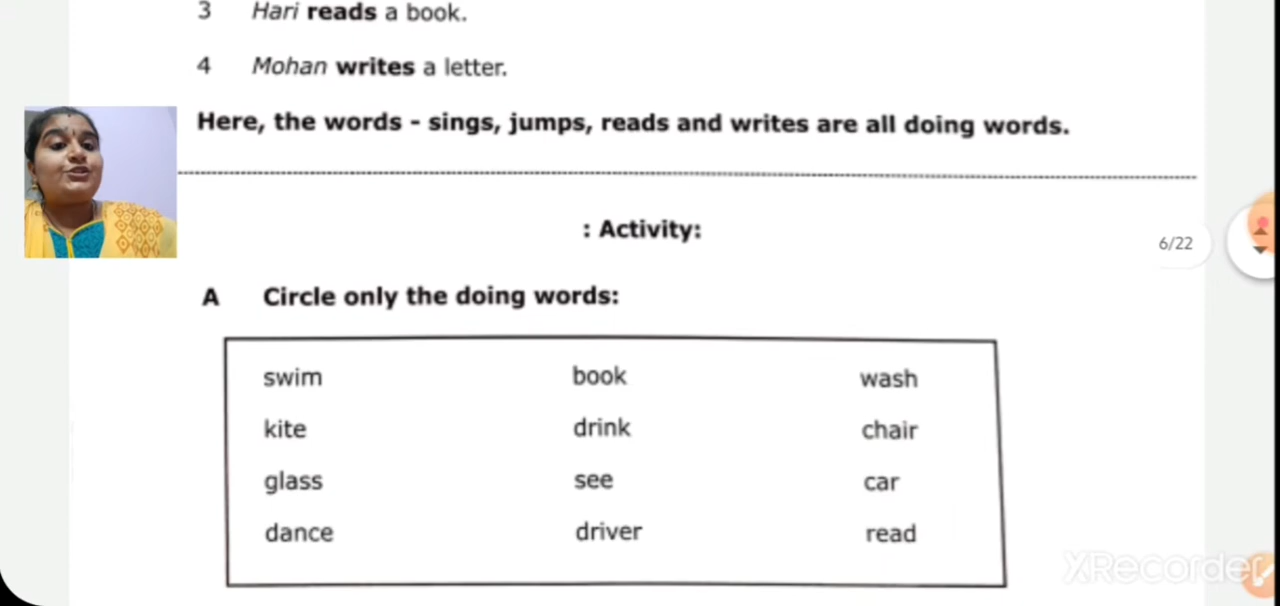 3 Hari reads a book.
4 Mohan writes a letter.
Here, the words - sings, jumps, reads and writes are all doing words.
: Activity:
6/22
A Circle only the doing words:
swim book wash
kite drink chair
glass see car
dance driver read
XRecorder